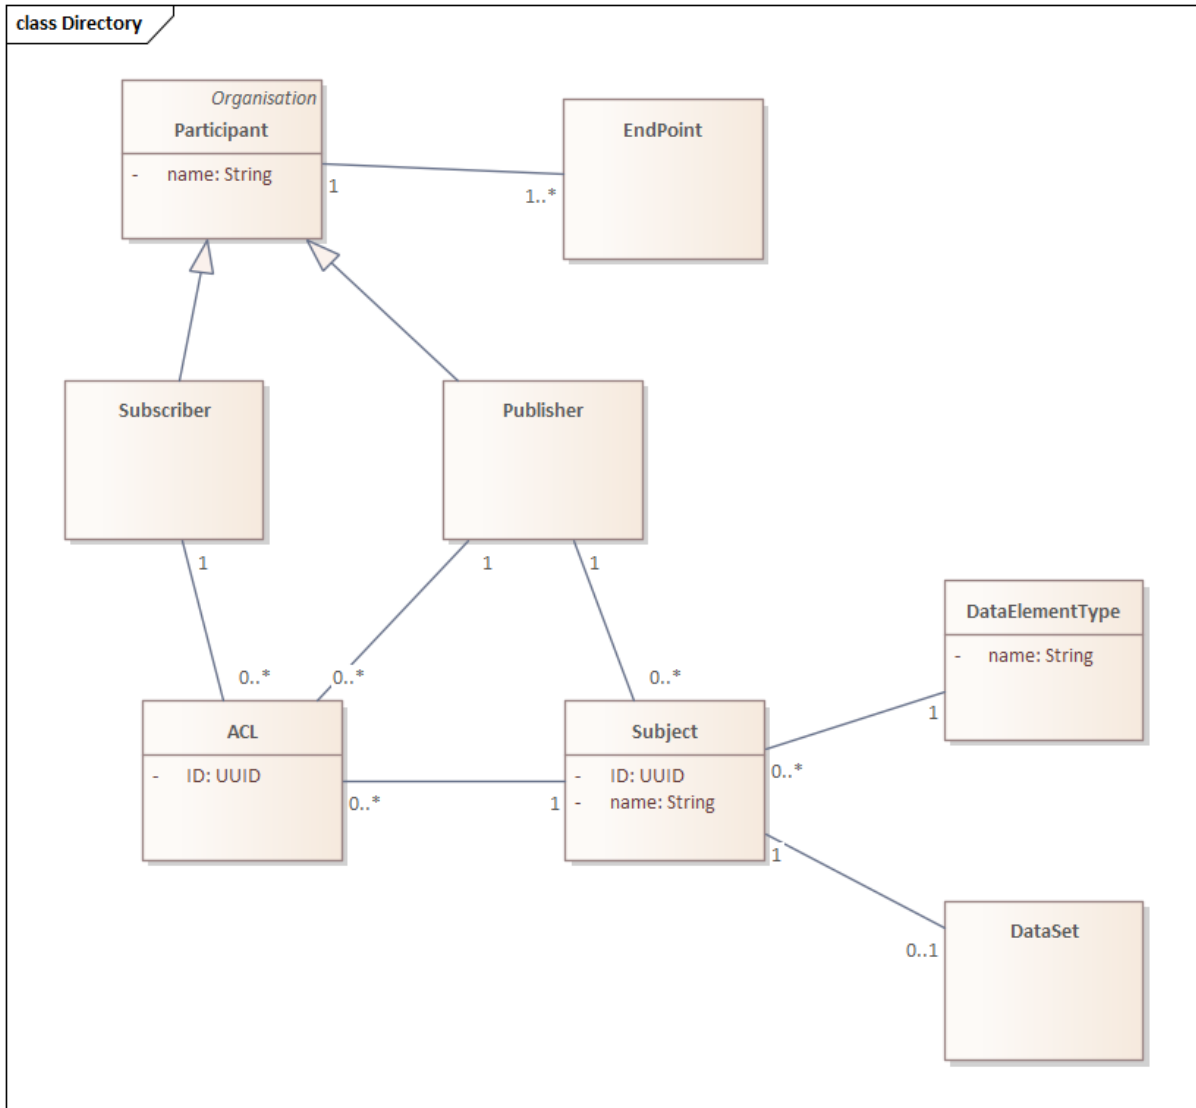 class Directory
Organisation
Participant
- name: String
EndPoint
1
1..*
Subscriber
Publisher
1
1
1
0..*
0..*
0..*
DataElementType
- name: String
ACL
- ID: UUID
Subject
- ID: UUID
- name: String
1
0..*
0..*
1
1
DataSet
0..1